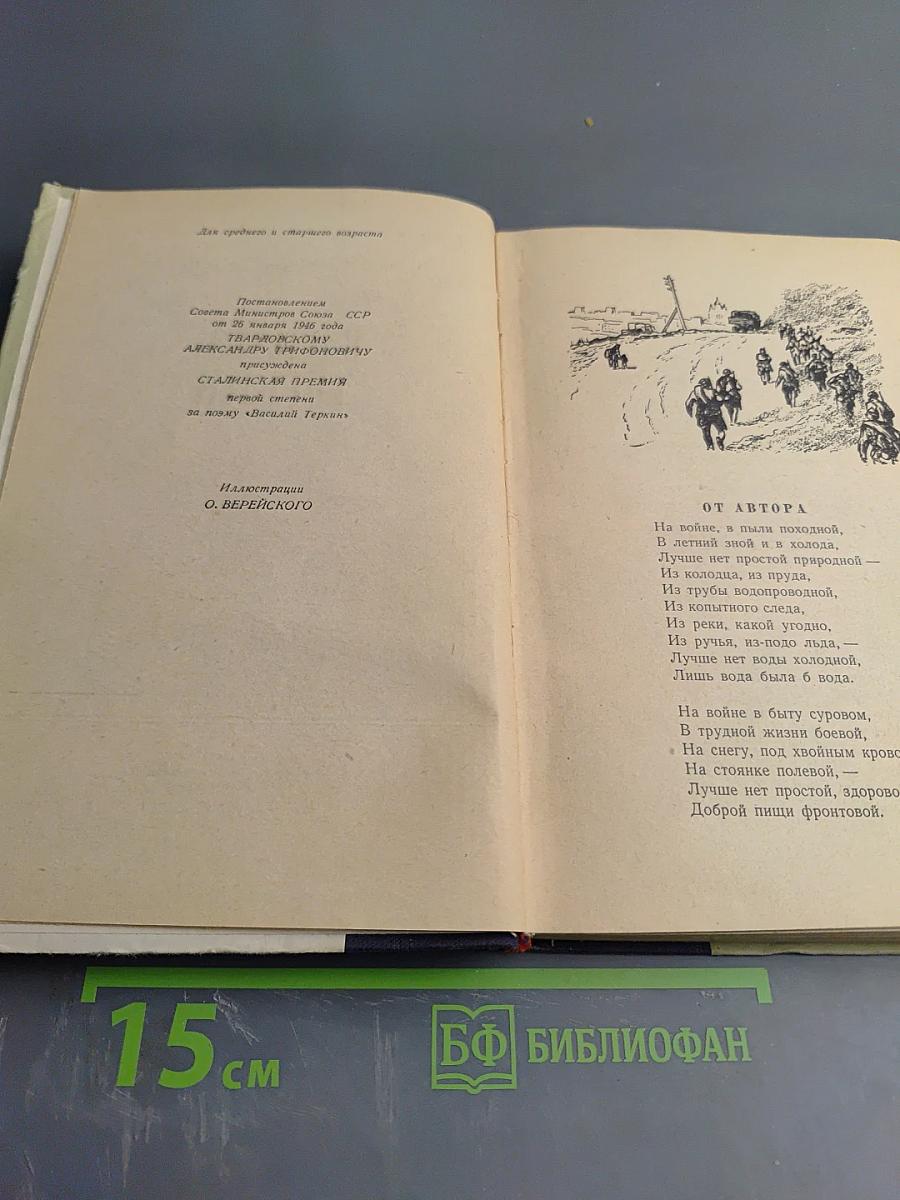 Для среднего и старшего возраста
Постановлением
Совета Министров Союза ССР
от 26 января 1946 года
ТВАРДОВСКОМУ
АЛЕКСАНДРУ ТРИФОНОВИЧУ
присуждена
СТАЛИНСКАЯ ПРЕМИЯ
первой степени
за поэму «Василий Теркин»
Иллюстрации
О. ВЕРЕЙСКОГО
ОТ АВТОРА
На войне, в пыли походной,
В летний зной и в холода,
Лучше нет простой природной —
Из колодца, из пруда,
Из трубы водопроводной,
Из копытного следа,
Из реки, какой угодно,
Из ручья, из-подо льда, —
Лучше нет воды холодной,
Лишь вода была б вода.
На войне в быту суровом,
В трудной жизни боевой,
На снегу, под хвойным кровс
На стоянке полевой, —
Лучше нет простой, здорово
Доброй пищи фронтовой.
15 см
БФ БИБЛИОФАН